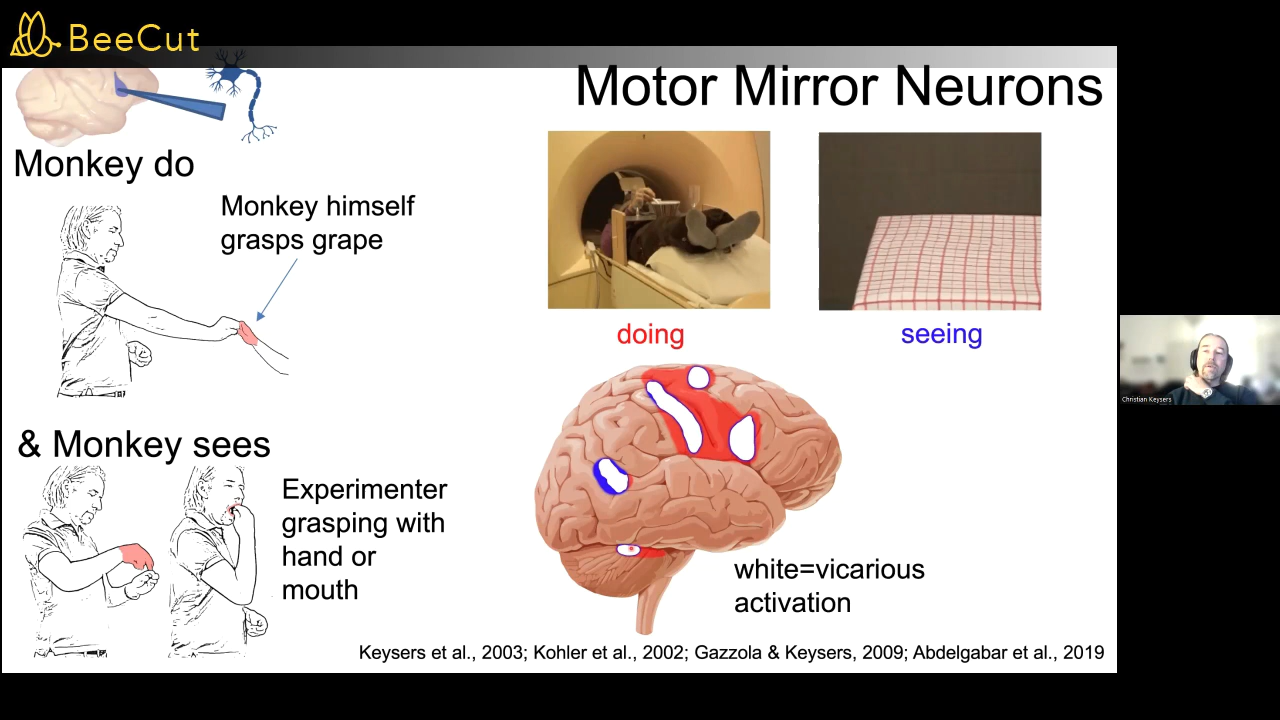 BeeCut
Motor Mirror Neurons
Monkey do
Monkey himself
grasps grape
& Monkey sees
Experimenter
grasping with
hand or
mouth
doing
seeing
white=vicarious
activation
Keysers et al., 2003; Kohler et al., 2002; Gazzola & Keysers, 2009; Abdelgabar et al., 2019
Christian Keysers